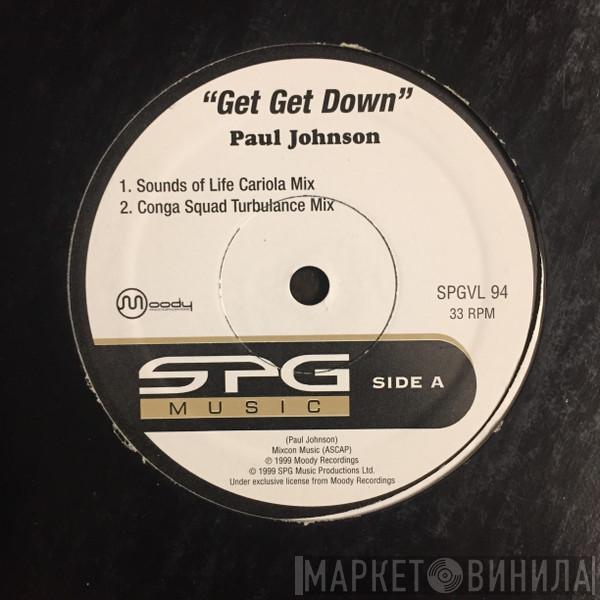 “Get Get Down”
Paul Johnson
1. Sounds of Life Cariola Mix
2. Conga Squad Turbulance Mix
Moody
SPGVL 94
33 RPM
SPG
MUSIC
SIDE A
(Paul Johnson)
Mixcon Music (ASCAP)
℗ 1999 Moody Recordings
© 1999 SPG Music Productions Ltd.
Under exclusive license from Moody Recordings
МАРКЕТ ВИНИЛА